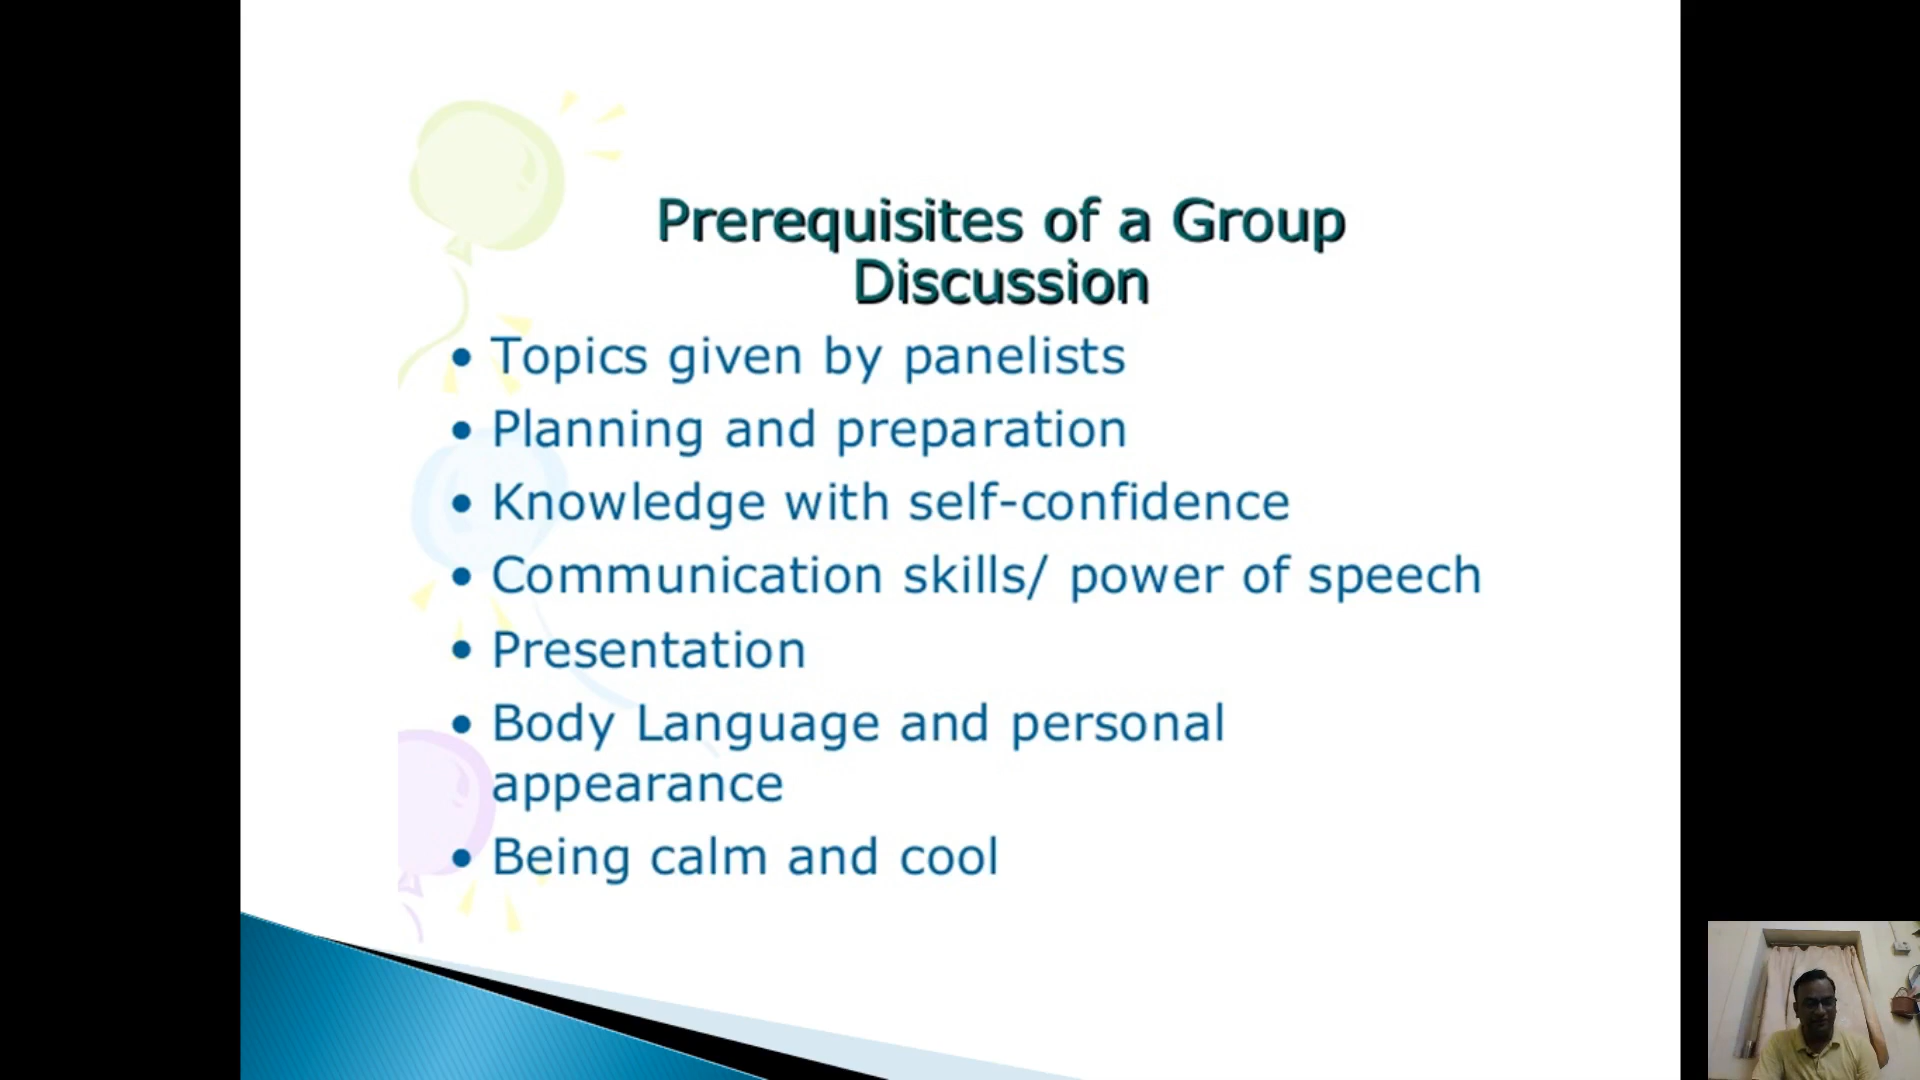 Prerequisites of a Group
Discussion
• Topics given by panelists
• Planning and preparation
• Knowledge with self-confidence
• Communication skills/ power of speech
• Presentation
• Body Language and personal
appearance
• Being calm and cool